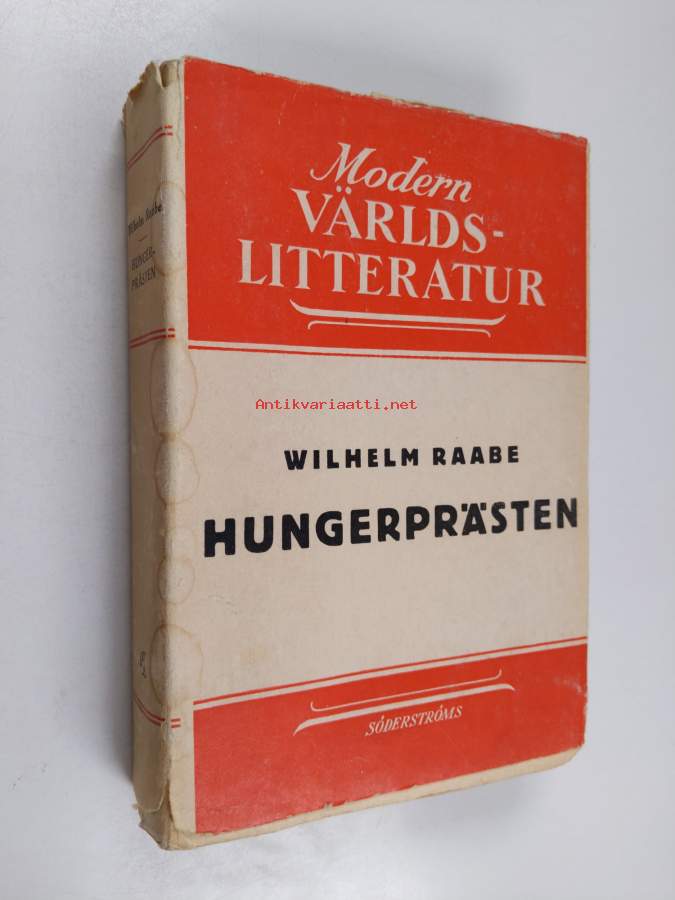 Modern
VÄRLDS-
LITTERATUR
Antikvariaatti.net
WILHELM RAABE
HUNGERPRÄSTEN
SÖDERSTRÖMS
Wilhelm Raabe
HUNGER-
PRÄSTEN